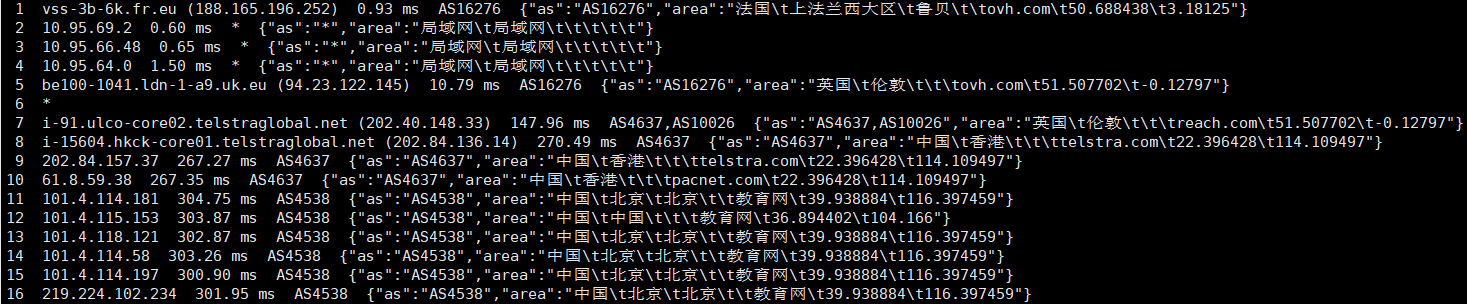 1 vss-3b-6k.fr.eu (188.165.196.252) 0.93 ms AS16276 {"as":"AS16276","area":"法国\t上法兰西大区\t鲁贝\t\tovh.com\t50.688438\t3.18125"}
2 10.95.69.2 0.60 ms * {"as":"*","area":"局域网\t局域网\t\t\t\t\t"}
3 10.95.66.48 0.65 ms * {"as":"*","area":"局域网\t局域网\t\t\t\t\t"}
4 10.95.64.0 1.50 ms * {"as":"*","area":"局域网\t局域网\t\t\t\t\t"}
5 be100-1041.ldn-1-a9.uk.eu (94.23.122.145) 10.79 ms AS16276 {"as":"AS16276","area":"英国\t伦敦\t\t\tovh.com\t51.507702\t-0.12797"}
6 *
7 i-91.ulco-core02.telstraglobal.net (202.40.148.33) 147.96 ms AS4637,AS10026 {"as":"AS4637,AS10026","area":"英国\t伦敦\t\t\treach.com\t51.507702\t-0.12797"}
8 i-15604.hkck-core01.telstraglobal.net (202.84.136.14) 270.49 ms AS4637 {"as":"AS4637","area":"中国\t香港\t\t\ttelstra.com\t22.396428\t114.109497"}
9 202.84.157.37 267.27 ms AS4637 {"as":"AS4637","area":"中国\t香港\t\t\ttelstra.com\t22.396428\t114.109497"}
10 61.8.59.38 267.35 ms AS4637 {"as":"AS4637","area":"中国\t香港\t\t\tpacnet.com\t22.396428\t114.109497"}
11 101.4.114.181 304.75 ms AS4538 {"as":"AS4538","area":"中国\t北京\t北京\t\t教育网\t39.938884\t116.397459"}
12 101.4.115.153 303.87 ms AS4538 {"as":"AS4538","area":"中国\t中国\t\t\t教育网\t36.894402\t104.166"}
13 101.4.118.121 302.87 ms AS4538 {"as":"AS4538","area":"中国\t北京\t北京\t\t教育网\t39.938884\t116.397459"}
14 101.4.114.58 303.26 ms AS4538 {"as":"AS4538","area":"中国\t北京\t北京\t\t教育网\t39.938884\t116.397459"}
15 101.4.114.197 300.90 ms AS4538 {"as":"AS4538","area":"中国\t北京\t北京\t\t教育网\t39.938884\t116.397459"}
16 219.224.102.234 301.95 ms AS4538 {"as":"AS4538","area":"中国\t北京\t北京\t\t教育网\t39.938884\t116.397459"}